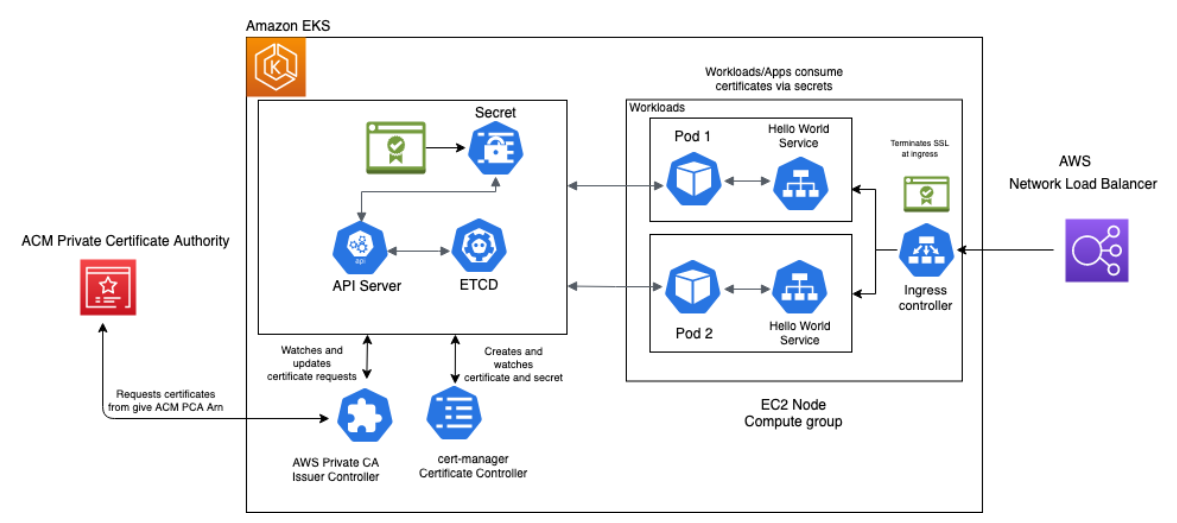 Amazon EKS
Workloads/Apps consume
certificates via secrets
Secret
Workloads
Pod 1
Hello World
Service
Terminates SSL
at ingress
AWS
Network Load Balancer
ACM Private Certificate Authority
api
API Server
ETCD
Ingress
controller
Pod 2
Hello World
Service
Watches and
updates
certificate requests
Creates and
watches
certificate and secret
Requests certificates
from give ACM PCA Arn
EC2 Node
Compute group
AWS Private CA
Issuer Controller
cert-manager
Certificate Controller
K